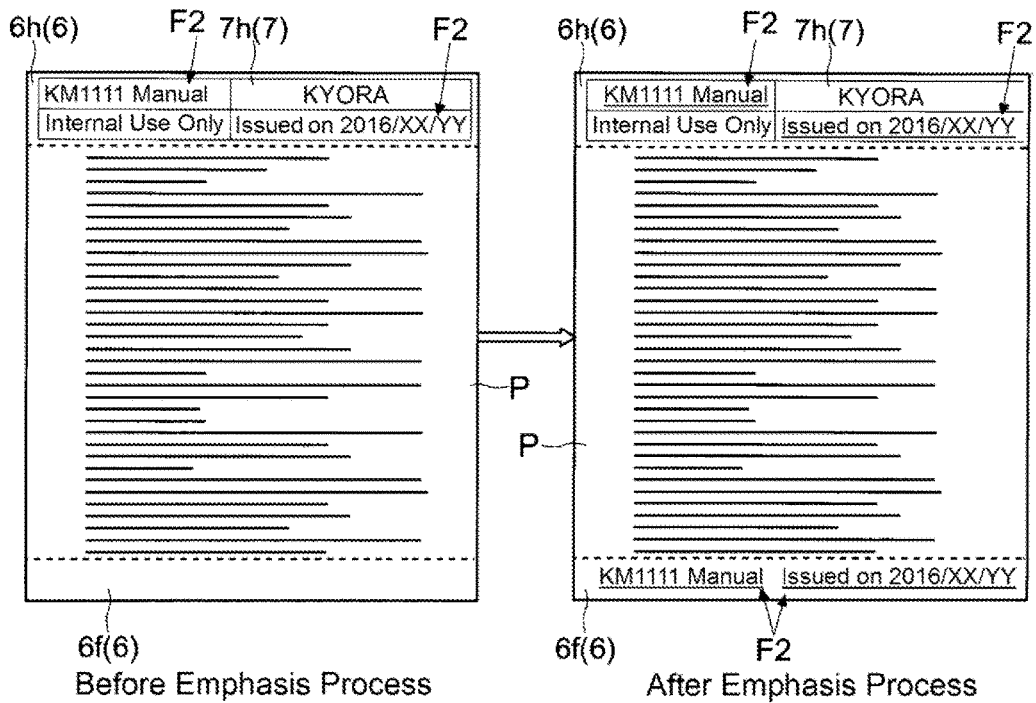 6h(6) F2 7h(7) F2
KM1111 Manual KYORA
Internal Use Only Issued on 2016/XX/YY
P
6f(6)
Before Emphasis Process
6h(6) F2 7h(7) F2
KM1111 Manual KYORA
Internal Use Only Issued on 2016/XX/YY
P
KM1111 Manual Issued on 2016/XX/YY
6f(6) F2
After Emphasis Process